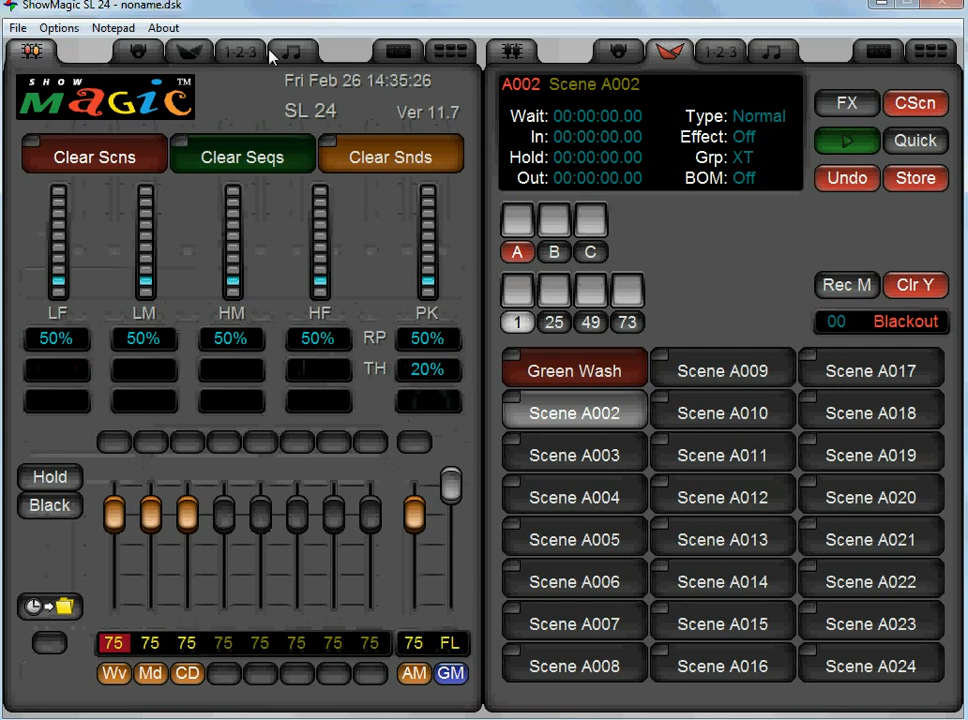 ShowMagic SL 24 - noname.dsk
File Options Notepad About
1-2-3
SHOW MAGIC ™
Fri Feb 26 14:35:26
SL 24 Ver 11.7
Clear Scns Clear Seqs Clear Snds
LF LM HM HF PK
50% 50% 50% 50% RP 50%
TH 20%
Hold
Black
75 75 75 75 75 75 75 75 75 FL
Wv Md CD AM GM
1-2-3
A002 Scene A002
Wait: 00:00:00.00 Type: Normal
In: 00:00:00.00 Effect: Off
Hold: 00:00:00.00 Grp: XT
Out: 00:00:00.00 BOM: Off
FX CScn
Quick
Undo Store
A B C
Rec M Clr Y
1 25 49 73 00 Blackout
Green Wash Scene A009 Scene A017
Scene A002 Scene A010 Scene A018
Scene A003 Scene A011 Scene A019
Scene A004 Scene A012 Scene A020
Scene A005 Scene A013 Scene A021
Scene A006 Scene A014 Scene A022
Scene A007 Scene A015 Scene A023
Scene A008 Scene A016 Scene A024